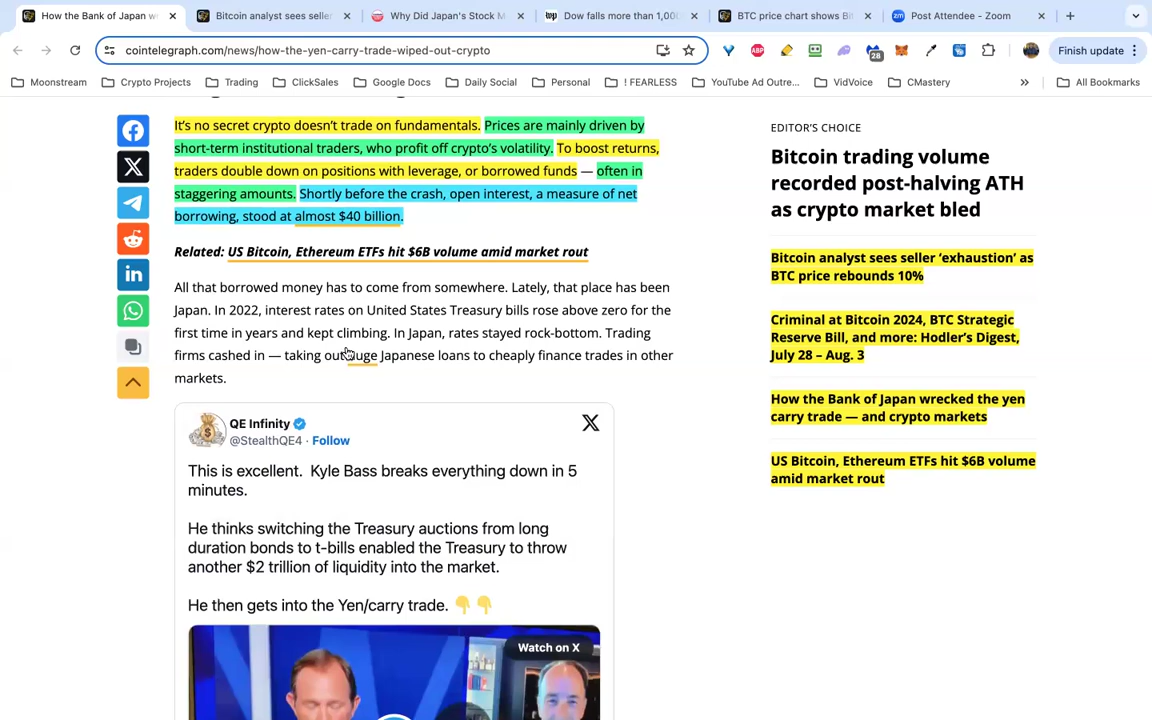 How the Bank of Japan w
Bitcoin analyst sees selle
Why Did Japan's Stock M
Dow falls more than 1,00
BTC price chart shows Bi
Post Attendee - Zoom
cointelegraph.com/news/how-the-yen-carry-trade-wiped-out-crypto
ABP
28
Finish update
Moonstream
Crypto Projects
Trading
ClickSales
Google Docs
Daily Social
Personal
! FEARLESS
YouTube Ad Outre...
VidVoice
CMastery
All Bookmarks
It's no secret crypto doesn't trade on fundamentals. Prices are mainly driven by
short-term institutional traders, who profit off crypto's volatility. To boost returns,
traders double down on positions with leverage, or borrowed funds — often in
staggering amounts. Shortly before the crash, open interest, a measure of net
borrowing, stood at almost $40 billion.
Related: US Bitcoin, Ethereum ETFs hit $6B volume amid market rout
All that borrowed money has to come from somewhere. Lately, that place has been
Japan. In 2022, interest rates on United States Treasury bills rose above zero for the
first time in years and kept climbing. In Japan, rates stayed rock-bottom. Trading
firms cashed in — taking out huge Japanese loans to cheaply finance trades in other
markets.
QE Infinity
@StealthQE4 · Follow
This is excellent. Kyle Bass breaks everything down in 5
minutes.
He thinks switching the Treasury auctions from long
duration bonds to t-bills enabled the Treasury to throw
another $2 trillion of liquidity into the market.
He then gets into the Yen/carry trade. 👇👇
Watch on X
EDITOR'S CHOICE
Bitcoin trading volume
recorded post-halving ATH
as crypto market bled
Bitcoin analyst sees seller ‘exhaustion’ as
BTC price rebounds 10%
Criminal at Bitcoin 2024, BTC Strategic
Reserve Bill, and more: Hodler's Digest,
July 28 – Aug. 3
How the Bank of Japan wrecked the yen
carry trade — and crypto markets
US Bitcoin, Ethereum ETFs hit $6B volume
amid market rout